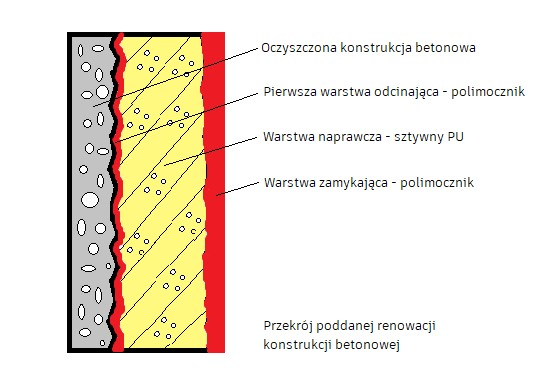 Oczyszczona konstrukcja betonowa
Pierwsza warstwa odcinająca - polimocznik
Warstwa naprawcza - sztywny PU
Warstwa zamykająca - polimocznik
Przekrój poddanej renowacji
konstrukcji betonowej